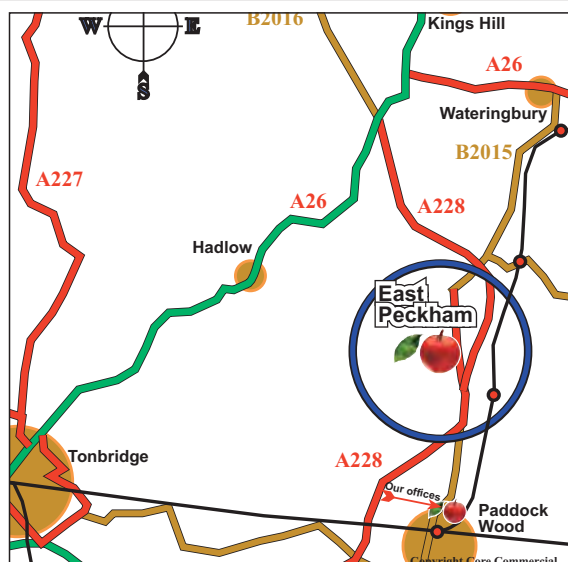 B2016
Kings Hill
W E
S
A26
Wateringbury
B2015
A227
A26
A228
Hadlow
East
Peckham
Tonbridge
A228
Our offices
Paddock
Wood
Copyright Core Commercial